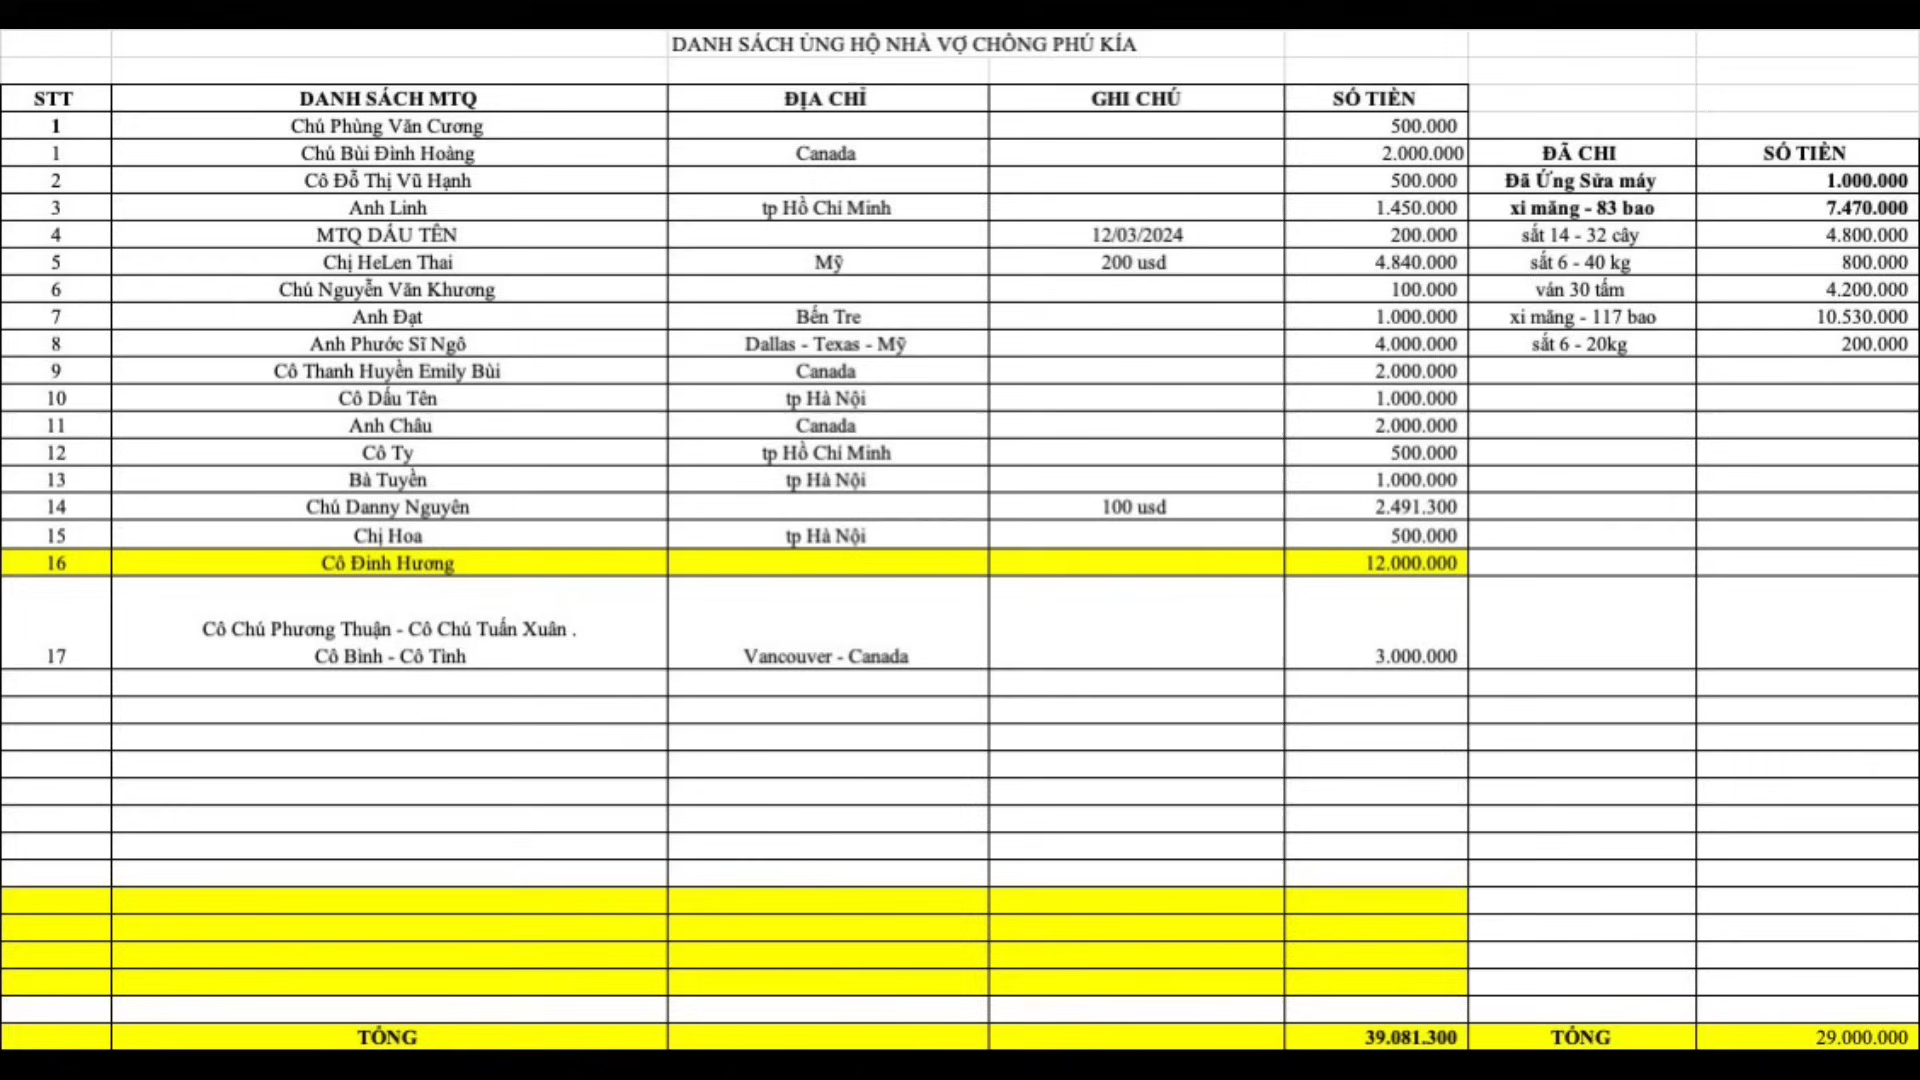 DANH SÁCH ỦNG HỘ NHÀ VỢ CHỒNG PHÚ KÍA
STT DANH SÁCH MTQ ĐỊA CHỈ GHI CHÚ SỐ TIỀN
1 Chú Phùng Văn Cương 500.000
1 Chú Bùi Đình Hoàng Canada 2.000.000 ĐÃ CHI SỐ TIỀN
2 Cô Đỗ Thị Vũ Hạnh 500.000 Đã Ứng Sửa máy 1.000.000
3 Anh Linh tp Hồ Chí Minh 1.450.000 xi măng - 83 bao 7.470.000
4 MTQ DẤU TÊN 12/03/2024 200.000 sắt 14 - 32 cây 4.800.000
5 Chị HeLen Thai Mỹ 200 usd 4.840.000 sắt 6 - 40 kg 800.000
6 Chú Nguyễn Văn Khương 100.000 ván 30 tấm 4.200.000
7 Anh Đạt Bến Tre 1.000.000 xi măng - 117 bao 10.530.000
8 Anh Phước Sĩ Ngô Dallas - Texas - Mỹ 4.000.000 sắt 6 - 20kg 200.000
9 Cô Thanh Huyền Emily Bùi Canada 2.000.000
10 Cô Dấu Tên tp Hà Nội 1.000.000
11 Anh Châu Canada 2.000.000
12 Cô Ty tp Hồ Chí Minh 500.000
13 Bà Tuyền tp Hà Nội 1.000.000
14 Chú Danny Nguyên 100 usd 2.491.300
15 Chị Hoa tp Hà Nội 500.000
16 Cô Đinh Hương 12.000.000
Cô Chú Phương Thuận - Cô Chú Tuấn Xuân .
17 Cô Bình - Cô Tình Vancouver - Canada 3.000.000
TỔNG 39.081.300 TỔNG 29.000.000